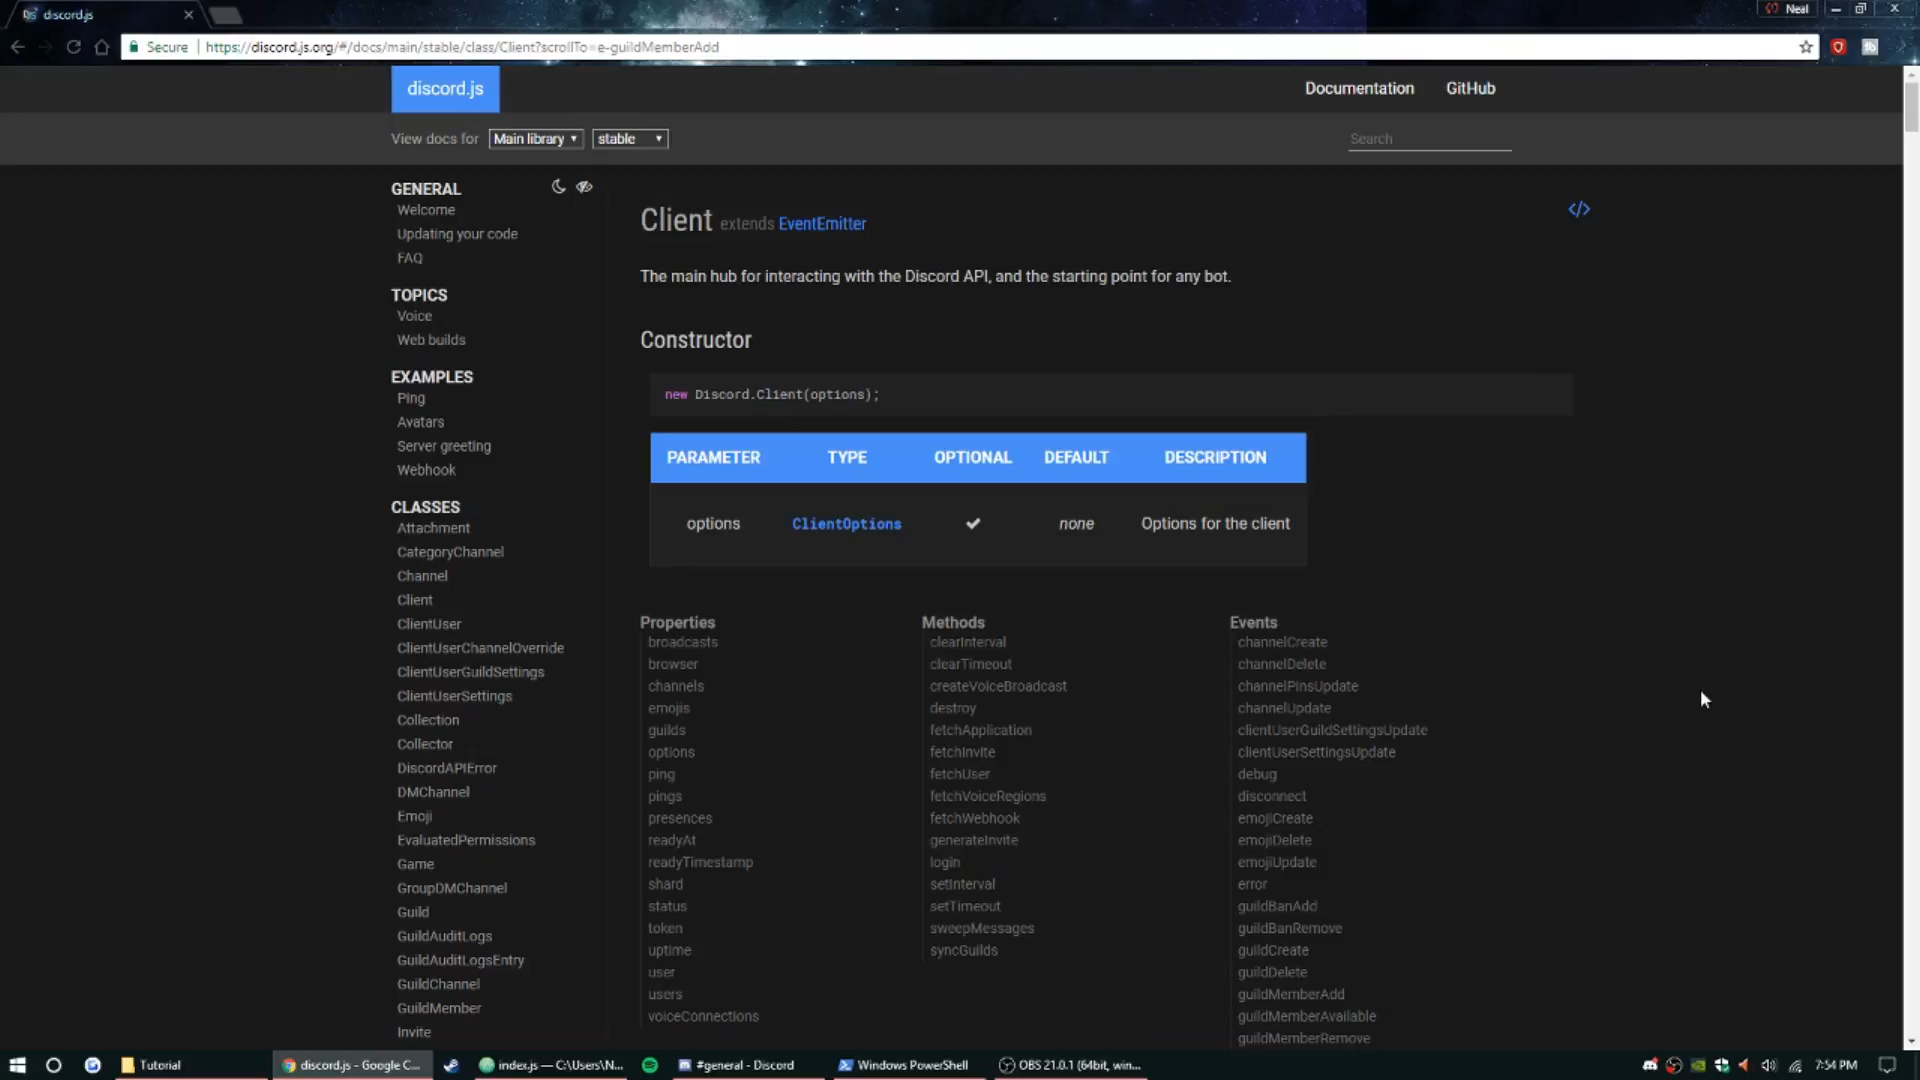 discord.js
Neal
Secure
https://discord.js.org/#/docs/main/stable/class/Client?scrollTo=e-guildMemberAdd
discord.js
Documentation
GitHub
View docs for
Main library
stable
Search
GENERAL
Welcome
Updating your code
FAQ
TOPICS
Voice
Web builds
EXAMPLES
Ping
Avatars
Server greeting
Webhook
CLASSES
Attachment
CategoryChannel
Channel
Client
ClientUser
ClientUserChannelOverride
ClientUserGuildSettings
ClientUserSettings
Collection
Collector
DiscordAPIError
DMChannel
Emoji
EvaluatedPermissions
Game
GroupDMChannel
Guild
GuildAuditLogs
GuildAuditLogsEntry
GuildChannel
GuildMember
Invite
Client extends EventEmitter
</>
The main hub for interacting with the Discord API, and the starting point for any bot.
Constructor
new Discord.Client(options);
PARAMETER TYPE OPTIONAL DEFAULT DESCRIPTION
options ClientOptions ✔ none Options for the client
Properties
broadcasts
browser
channels
emojis
guilds
options
ping
pings
presences
readyAt
readyTimestamp
shard
status
token
uptime
user
users
voiceConnections
Methods
clearInterval
clearTimeout
createVoiceBroadcast
destroy
fetchApplication
fetchInvite
fetchUser
fetchVoiceRegions
fetchWebhook
generateInvite
login
setInterval
setTimeout
sweepMessages
syncGuilds
Events
channelCreate
channelDelete
channelPinsUpdate
channelUpdate
clientUserGuildSettingsUpdate
clientUserSettingsUpdate
debug
disconnect
emojiCreate
emojiDelete
emojiUpdate
error
guildBanAdd
guildBanRemove
guildCreate
guildDelete
guildMemberAdd
guildMemberAvailable
guildMemberRemove
Tutorial
discord.js - Google C...
index.js — C:\Users\N...
#general - Discord
Windows PowerShell
OBS 21.0.1 (64bit, win...
7:54 PM